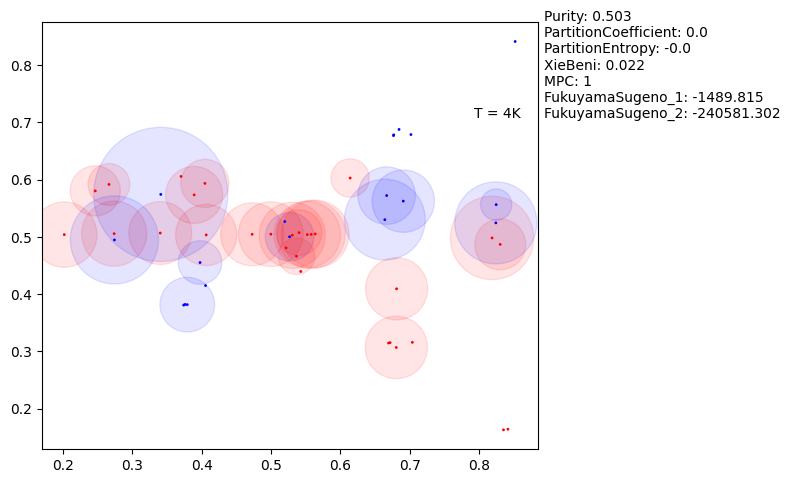 Purity: 0.503
PartitionCoefficient: 0.0
PartitionEntropy: -0.0
XieBeni: 0.022
MPC: 1
FukuyamaSugeno_1: -1489.815
FukuyamaSugeno_2: -240581.302
T = 4K
0.8
0.7
0.6
0.5
0.4
0.3
0.2
0.2 0.3 0.4 0.5 0.6 0.7 0.8